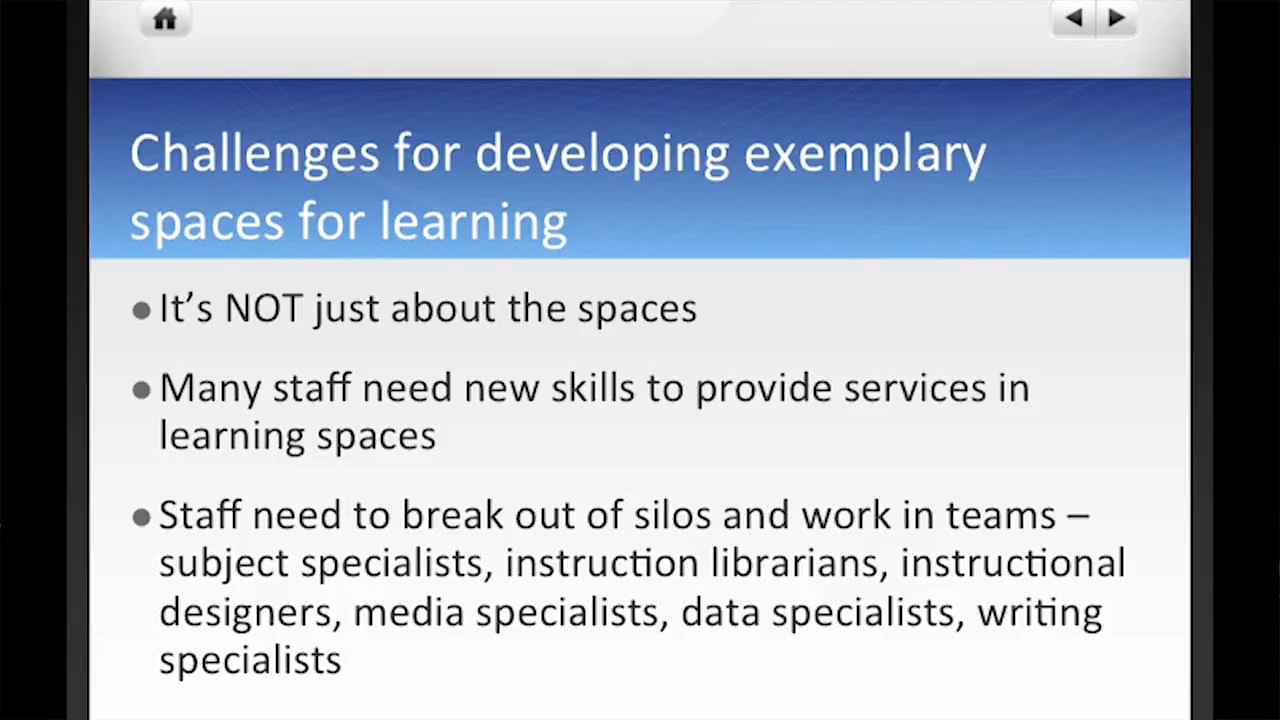 Challenges for developing exemplary
spaces for learning
●It’s NOT just about the spaces
●Many staff need new skills to provide services in
learning spaces
●Staff need to break out of silos and work in teams –
subject specialists, instruction librarians, instructional
designers, media specialists, data specialists, writing
specialists